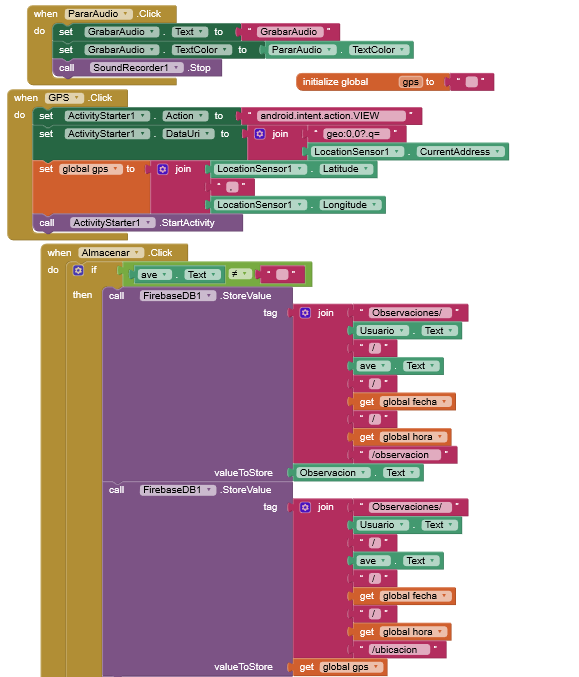 when PararAudio .Click
do set GrabarAudio . Text to " GrabarAudio "
set GrabarAudio . TextColor to PararAudio . TextColor
call SoundRecorder1 .Stop
initialize global gps to " "
when GPS .Click
do set ActivityStarter1 . Action to " android.intent.action.VIEW "
set ActivityStarter1 . DataUri to join " geo:0,0?.q= "
LocationSensor1 . CurrentAddress
set global gps to join LocationSensor1 . Latitude
" , "
LocationSensor1 . Longitude
call ActivityStarter1 .StartActivity
when Almacenar .Click
do if ave . Text ≠ " "
then call FirebaseDB1 .StoreValue
tag join " Observaciones/ "
Usuario . Text
" / "
ave . Text
" / "
get global fecha
" / "
get global hora
" /observacion "
valueToStore Observacion . Text
call FirebaseDB1 .StoreValue
tag join " Observaciones/ "
Usuario . Text
" / "
ave . Text
" / "
get global fecha
" / "
get global hora
" /ubicacion "
valueToStore get global gps